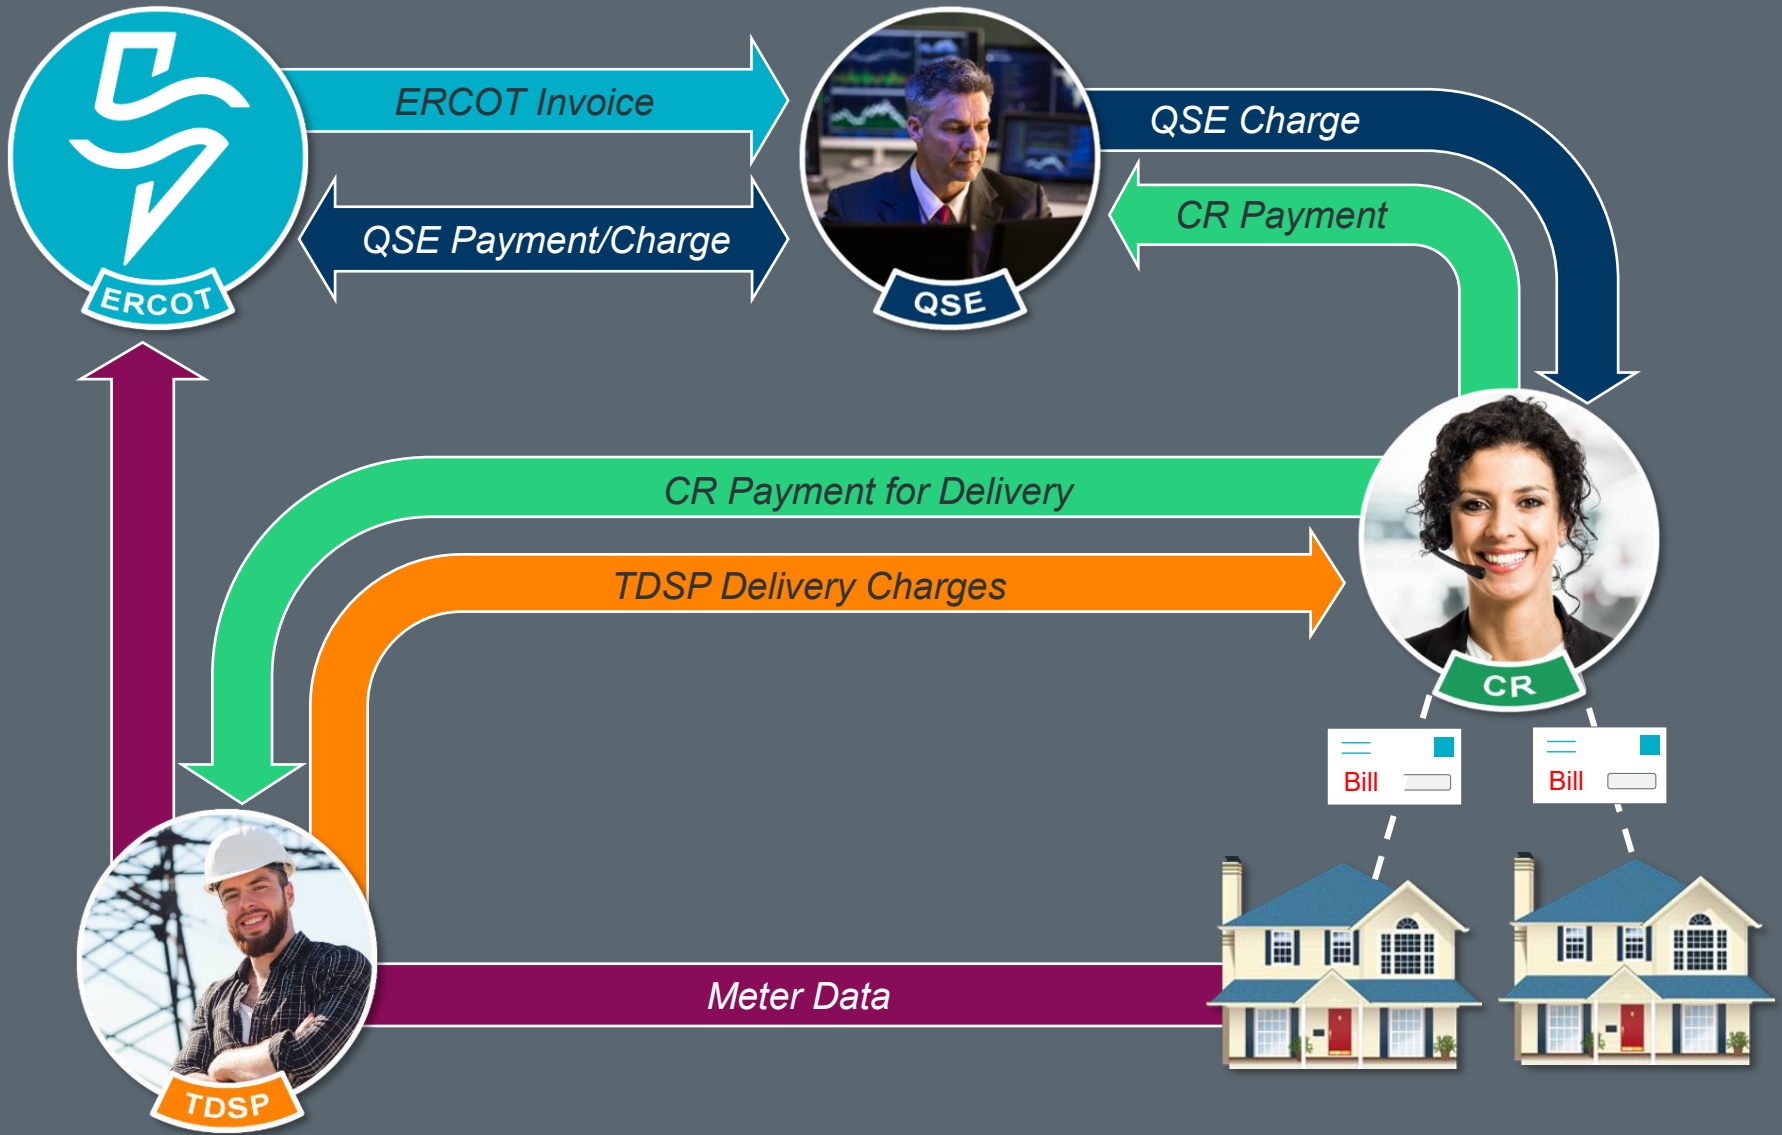 ERCOT Invoice
QSE Charge
CR Payment
QSE Payment/Charge
ERCOT
QSE
CR Payment for Delivery
TDSP Delivery Charges
CR
Bill
Bill
Meter Data
TDSP